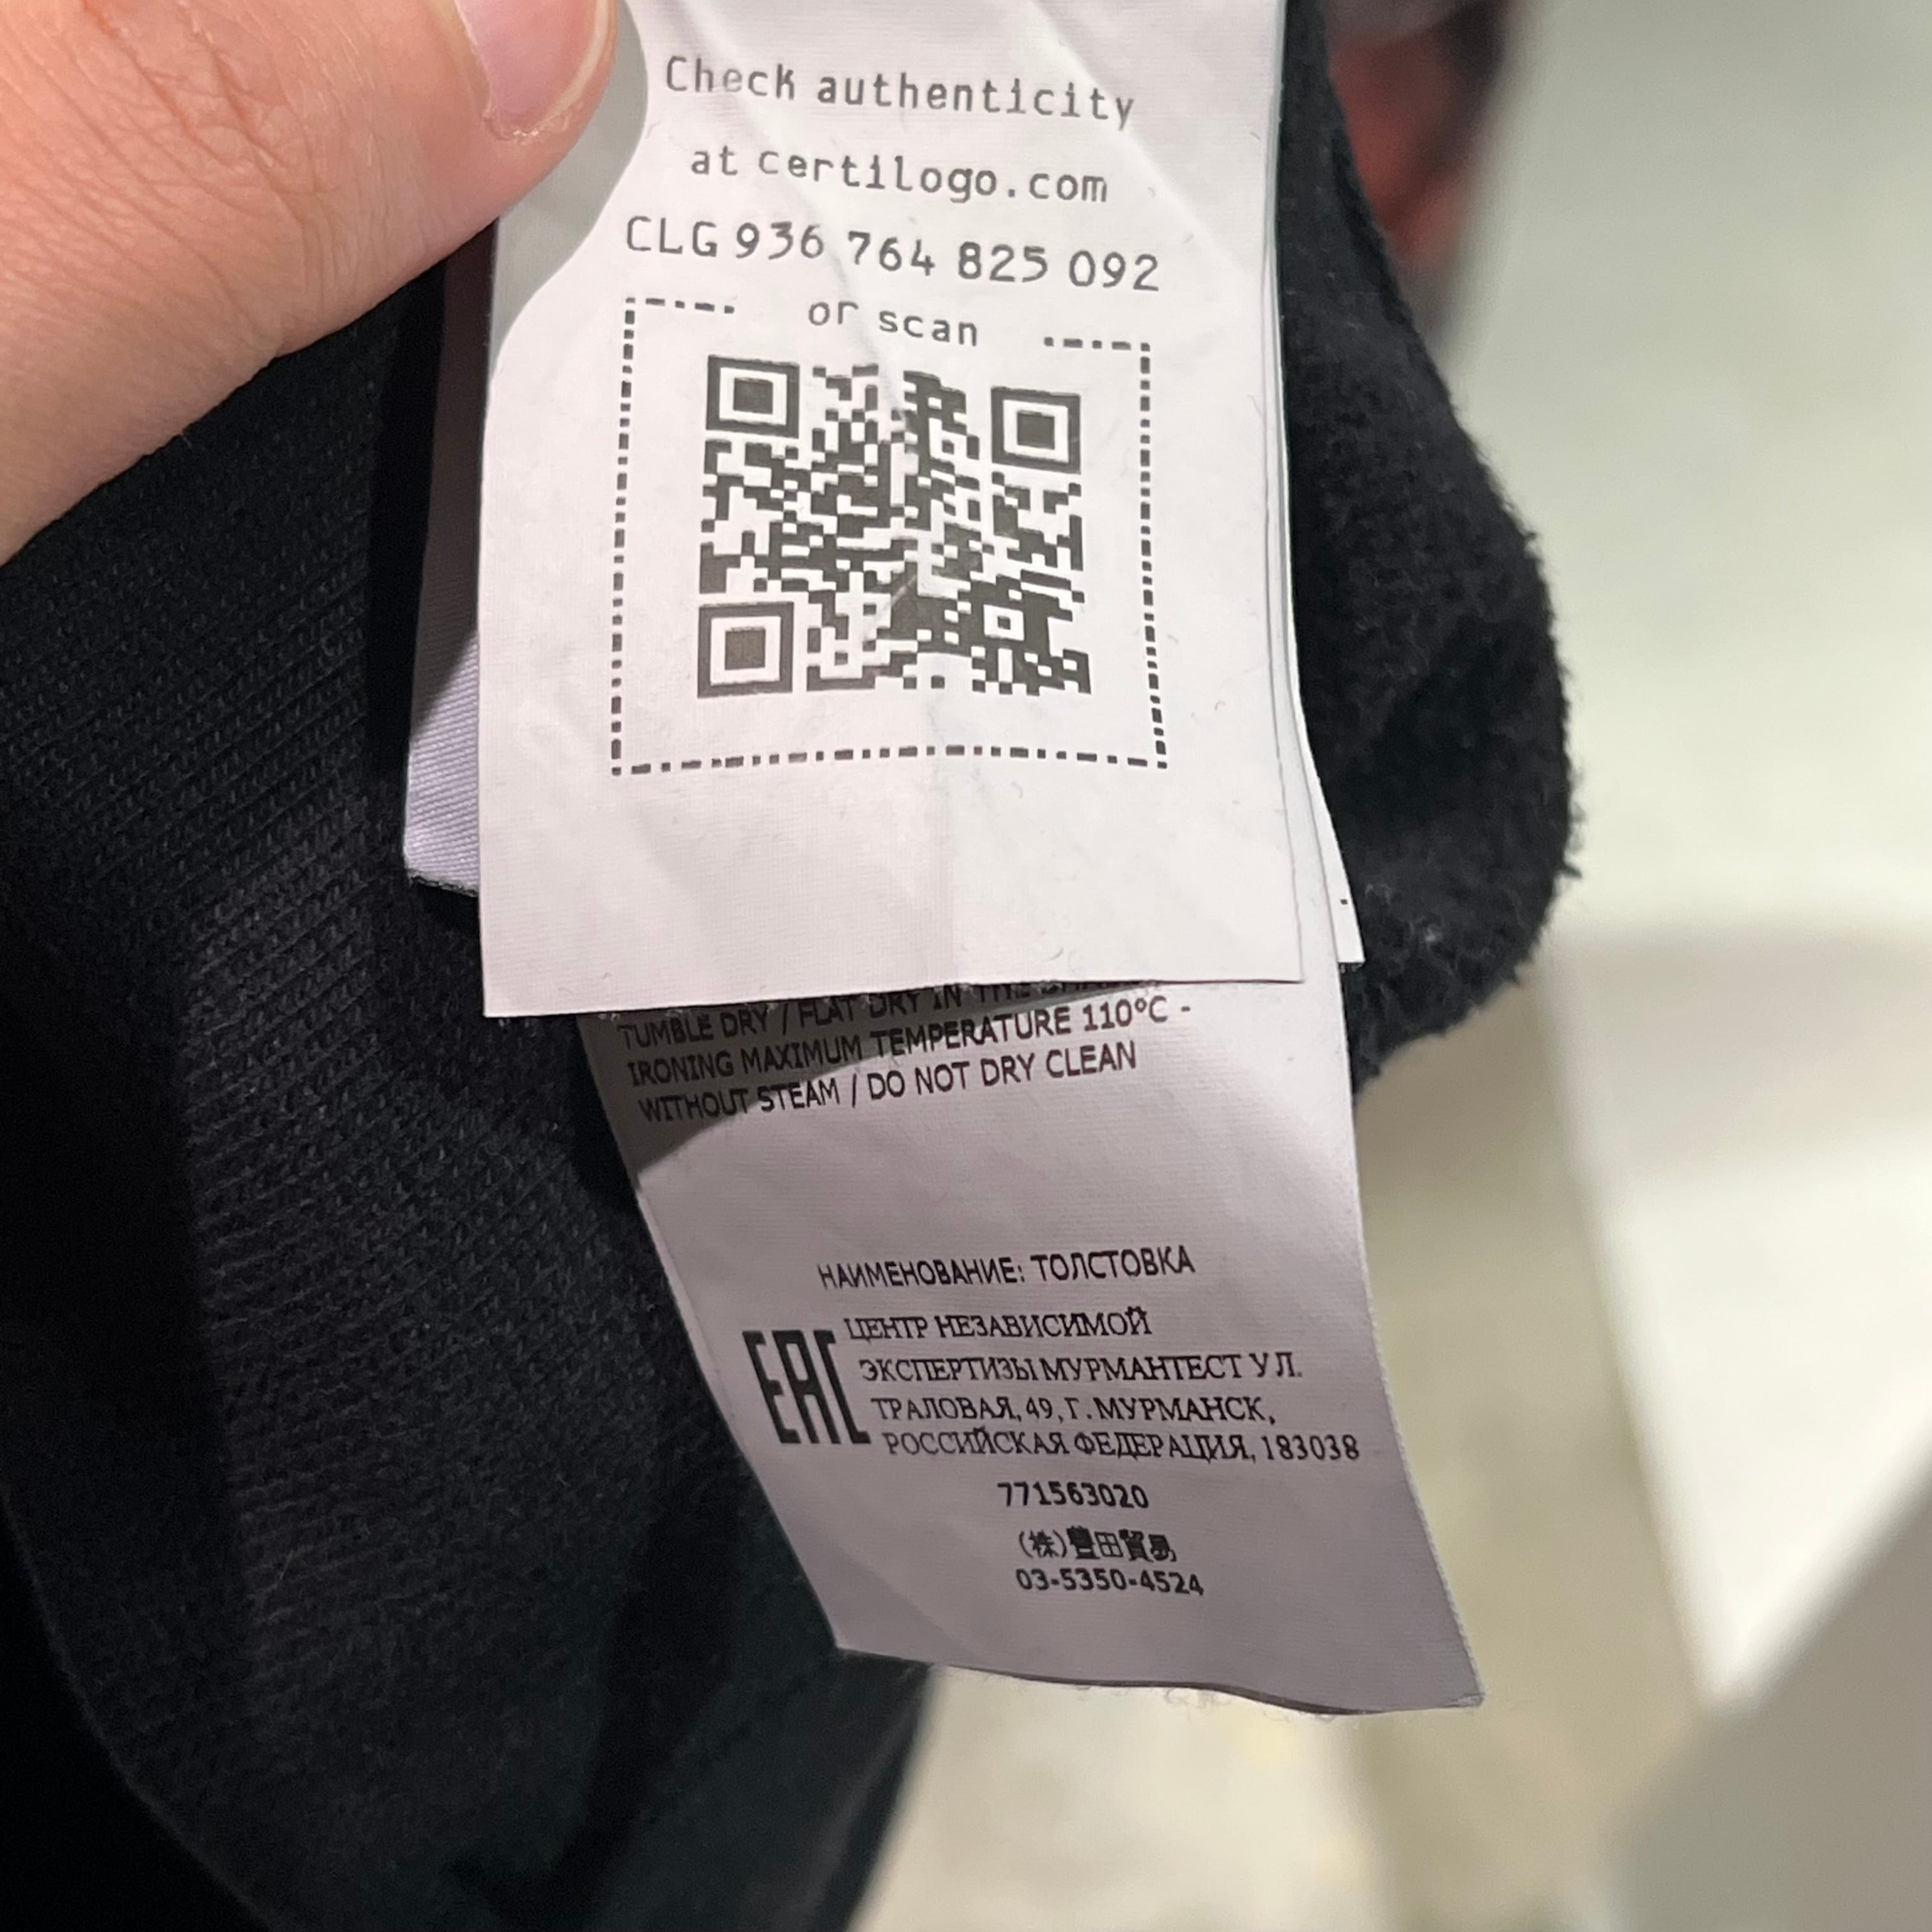 Check authenticity
at certilogo.com
CLG 936 764 825 092
or scan
TUMBLE DRY / FLAT DRY IN THE
IRONING MAXIMUM TEMPERATURE 110°C -
WITHOUT STEAM / DO NOT DRY CLEAN
НАИМЕНОВАНИЕ: ТОЛСТОВКА
EAC
ЦЕНТР НЕЗАВИСИМОЙ
ЭКСПЕРТИЗЫ МУРМАНТЕСТ УЛ.
ТРАЛОВАЯ, 49, Г. МУРМАНСК,
РОССИЙСКАЯ ФЕДЕРАЦИЯ, 183038
771563020
(株)豊田貿易
03-5350-4524